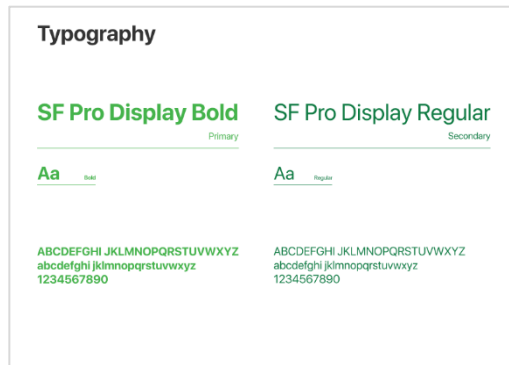 Typography
SF Pro Display Bold
Primary
Aa Bold
ABCDEFGHI JKLMNOPQRSTUVWXYZ
abcdefghi jklmnopqrstuvwxyz
1234567890
SF Pro Display Regular
Secondary
Aa Regular
ABCDEFGHI JKLMNOPQRSTUVWXYZ
abcdefghi jklmnopqrstuvwxyz
1234567890